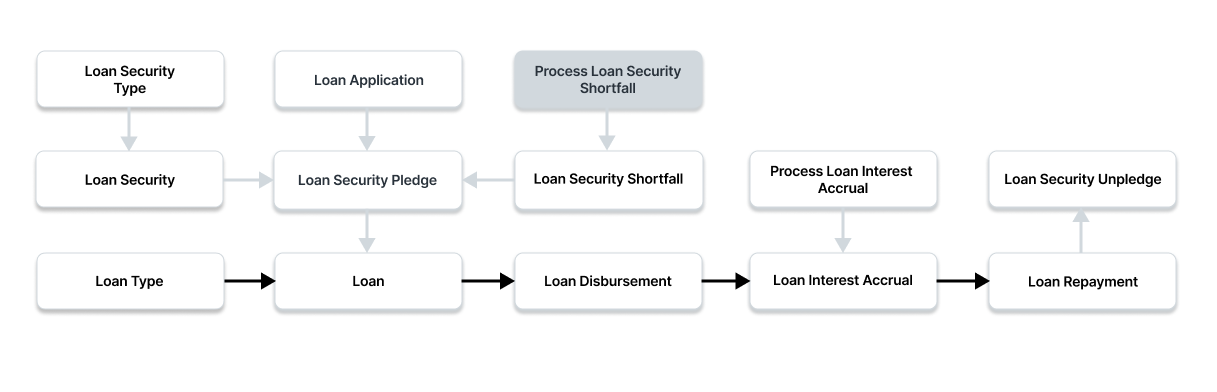 Loan Security
Type
Loan Application
Process Loan Security
Shortfall
Loan Security
Loan Security Pledge
Loan Security Shortfall
Process Loan Interest
Accrual
Loan Security Unpledge
Loan Type
Loan
Loan Disbursement
Loan Interest Accrual
Loan Repayment